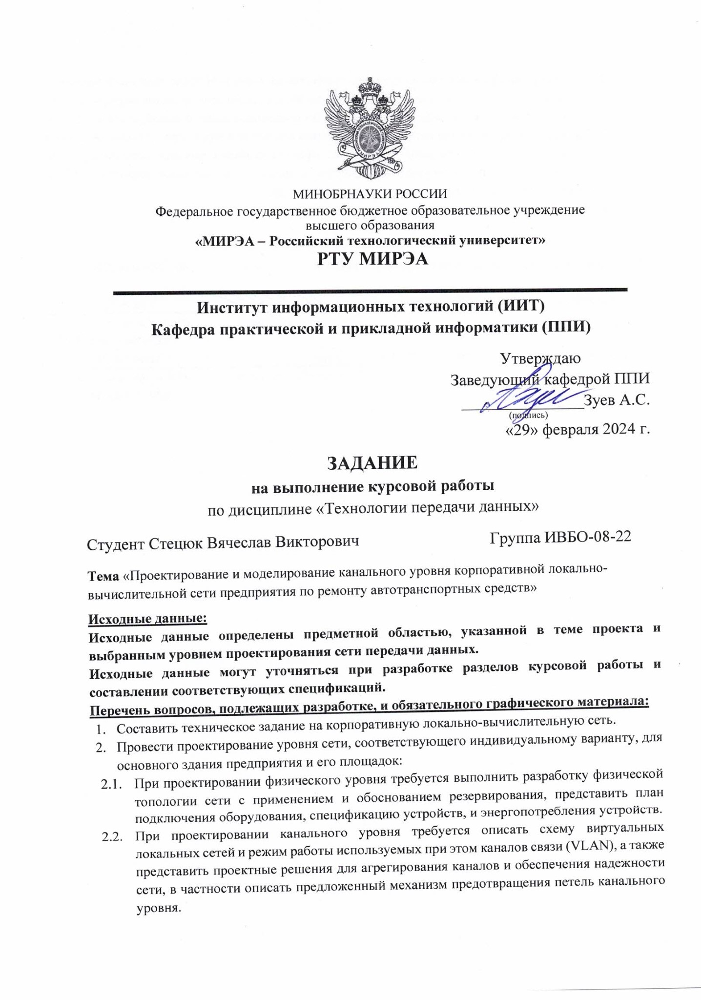 МИНОБРНАУКИ РОССИИ
Федеральное государственное бюджетное образовательное учреждение
высшего образования
«МИРЭА – Российский технологический университет»
РТУ МИРЭА
Институт информационных технологий (ИИТ)
Кафедра практической и прикладной информатики (ППИ)
Утверждаю
Заведующий кафедрой ППИ
Зуев А.С.
(подпись)
«29» февраля 2024 г.
ЗАДАНИЕ
на выполнение курсовой работы
по дисциплине «Технологии передачи данных»
Студент Стецюк Вячеслав Викторович Группа ИВБО-08-22
Тема «Проектирование и моделирование канального уровня корпоративной локально-
вычислительной сети предприятия по ремонту автотранспортных средств»
Исходные данные:
Исходные данные определены предметной областью, указанной в теме проекта и
выбранным уровнем проектирования сети передачи данных.
Исходные данные могут уточняться при разработке разделов курсовой работы и
составлении соответствующих спецификаций.
Перечень вопросов, подлежащих разработке, и обязательного графического материала:
1. Составить техническое задание на корпоративную локально-вычислительную сеть.
2. Провести проектирование уровня сети, соответствующего индивидуальному варианту, для
основного здания предприятия и его площадок:
2.1. При проектировании физического уровня требуется выполнить разработку физической
топологии сети с применением и обоснованием резервирования, представить план
подключения оборудования, спецификацию устройств, и энергопотребления устройств.
2.2. При проектировании канального уровня требуется описать схему виртуальных
локальных сетей и режим работы используемых при этом каналов связи (VLAN), а также
представить проектные решения для агрегирования каналов и обеспечения надежности
сети, в частности описать предложенный механизм предотвращения петель канального
уровня.